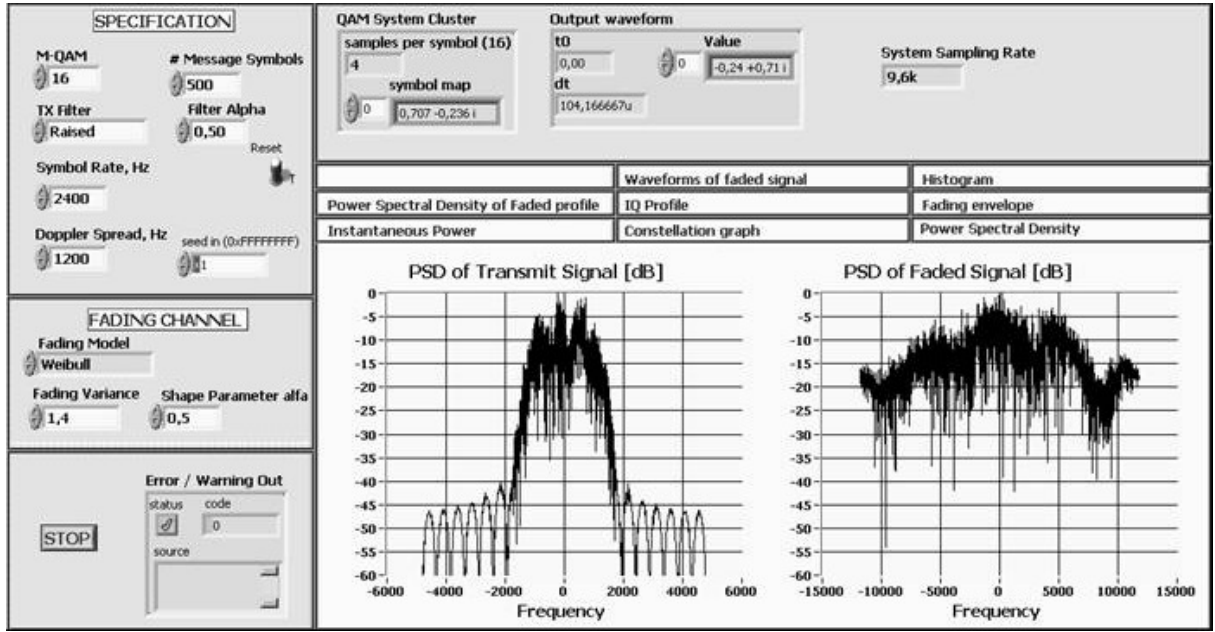 SPECIFICATION
M-QAM
# Message Symbols
16
500
TX Filter
Filter Alpha
Raised
0,50
Reset
Symbol Rate, Hz
2400
Doppler Spread, Hz
seed in (0xFFFFFFFF)
1200
1
FADING CHANNEL
Fading Model
Weibull
Fading Variance
Shape Parameter alfa
1,4
0,5
STOP
Error / Warning Out
status
code
0
source
QAM System Cluster
samples per symbol (16)
4
symbol map
0
0,707 -0,236 i
Output waveform
t0
0,00
dt
104,166667u
Value
0
-0,24 +0,71 i
System Sampling Rate
9,6k
Waveforms of faded signal
Histogram
Power Spectral Density of Faded profile
IQ Profile
Fading envelope
Instantaneous Power
Constellation graph
Power Spectral Density
PSD of Transmit Signal [dB]
0
-5
-10
-15
-20
-25
-30
-35
-40
-45
-50
-55
-60
-6000 -4000 -2000 0 2000 4000 6000
Frequency
PSD of Faded Signal [dB]
0
-5
-10
-15
-20
-25
-30
-35
-40
-45
-50
-55
-60
-15000 -10000 -5000 0 5000 10000 15000
Frequency